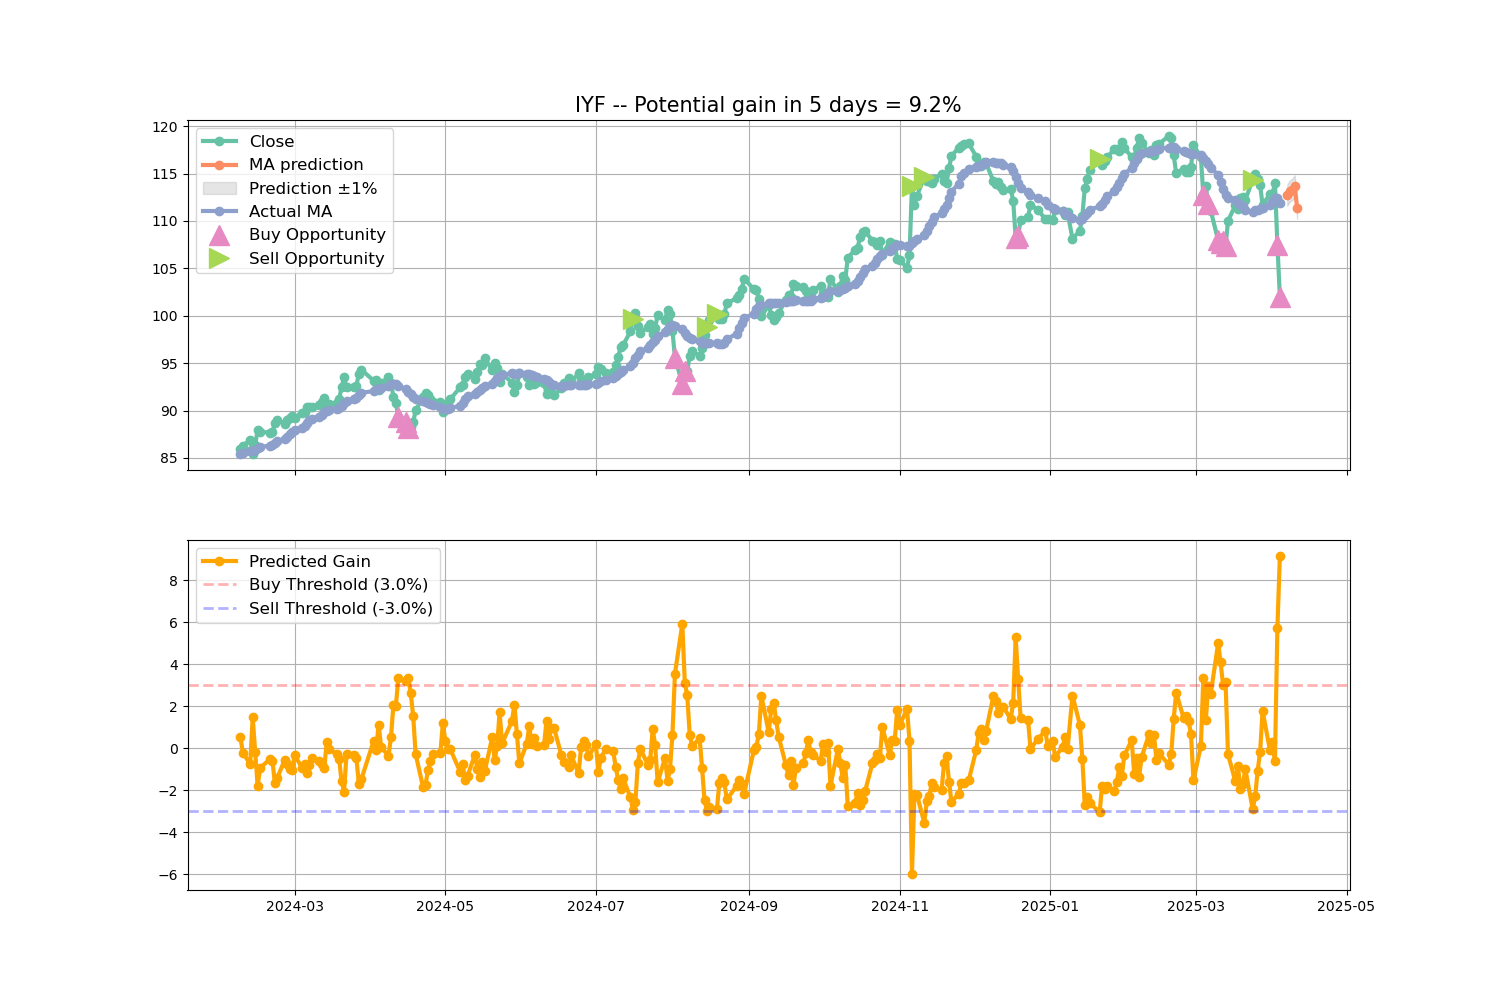 IYF -- Potential gain in 5 days = 9.2%
120
115
110
105
100
95
90
85
Close
MA prediction
Prediction ±1%
Actual MA
Buy Opportunity
Sell Opportunity
8
6
4
2
0
−2
−4
−6
Predicted Gain
Buy Threshold (3.0%)
Sell Threshold (-3.0%)
2024-03 2024-05 2024-07 2024-09 2024-11 2025-01 2025-03 2025-05